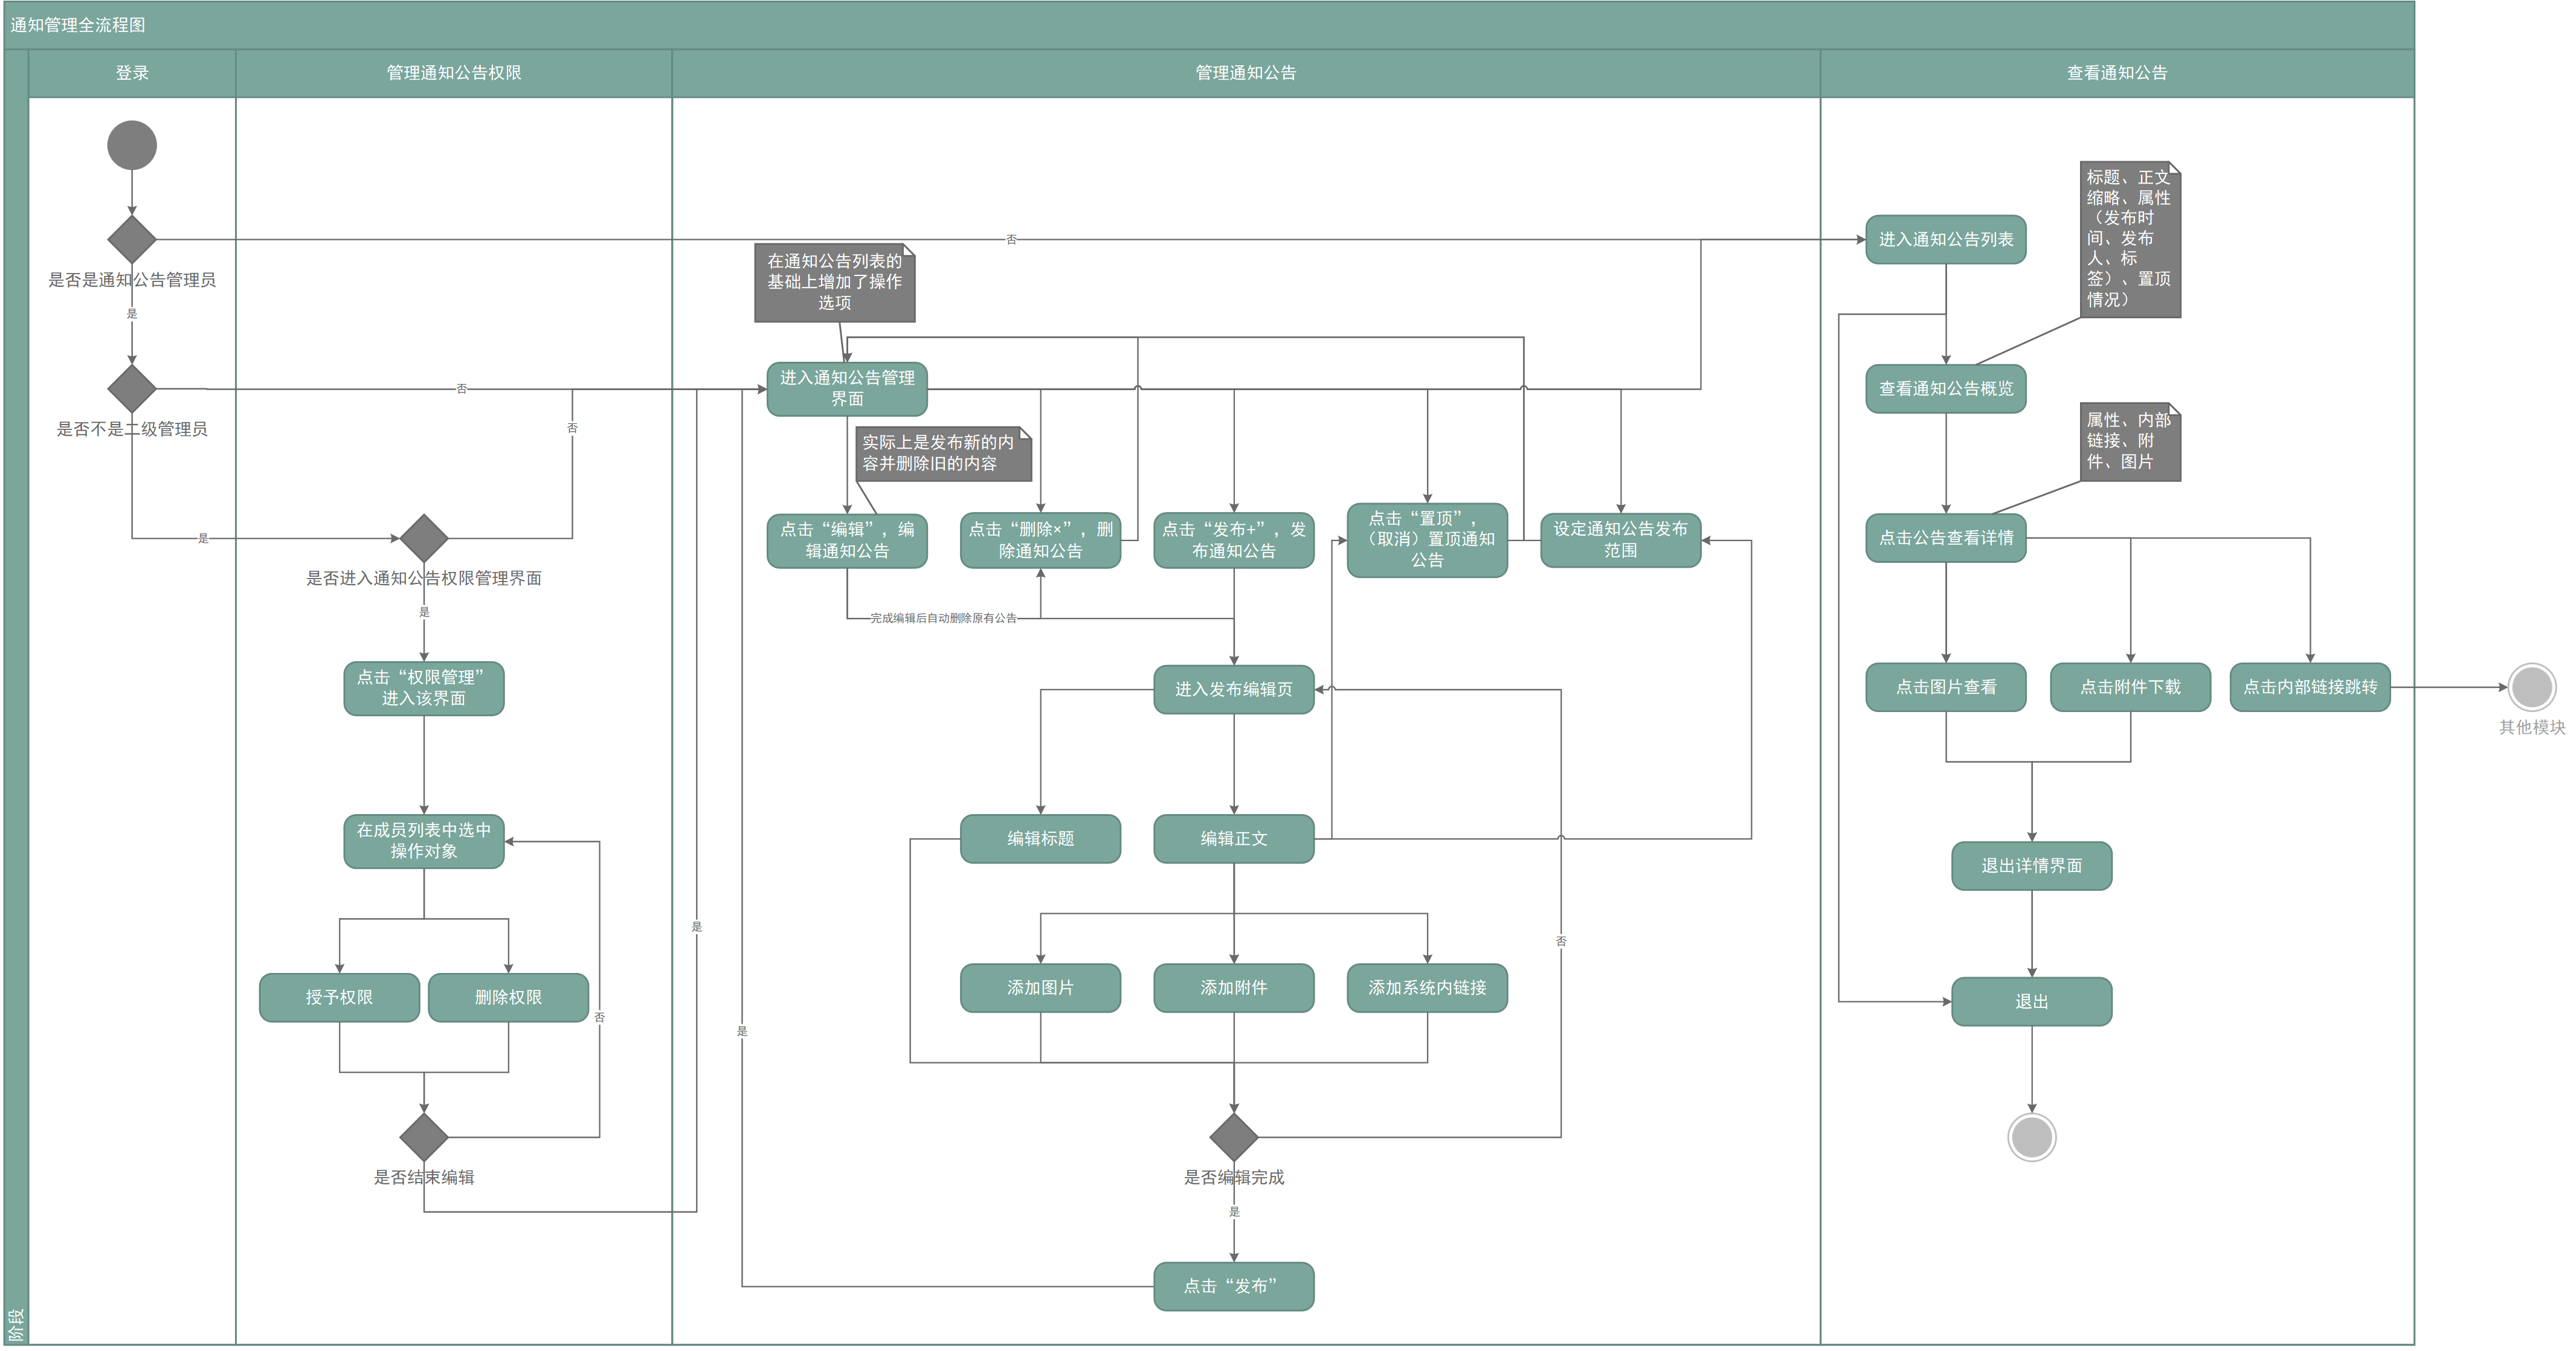 通知管理全流程图
登录
管理通知公告权限
管理通知公告
查看通知公告
阶段
是否是通知公告管理员
是
否
是否不是二级管理员
否
是
是否进入通知公告权限管理界面
否
是
点击“权限管理”
进入该界面
在成员列表中选中
操作对象
授予权限
删除权限
否
是否结束编辑
是
在通知公告列表的
基础上增加了操作
选项
进入通知公告管理
界面
实际上是发布新的内
容并删除旧的内容
点击“编辑”，编
辑通知公告
点击“删除×”，删
除通知公告
点击“发布+”，发
布通知公告
点击“置顶”，
（取消）置顶通知
公告
设定通知公告发布
范围
完成编辑后自动删除原有公告
进入发布编辑页
编辑标题
编辑正文
添加图片
添加附件
添加系统内链接
否
是否编辑完成
是
点击“发布”
是
标题、正文
缩略、属性
（发布时
间、发布
人、标
签）、置顶
情况）
进入通知公告列表
查看通知公告概览
属性、内部
链接、附
件、图片
点击公告查看详情
点击图片查看
点击附件下载
点击内部链接跳转
其他模块
退出详情界面
退出